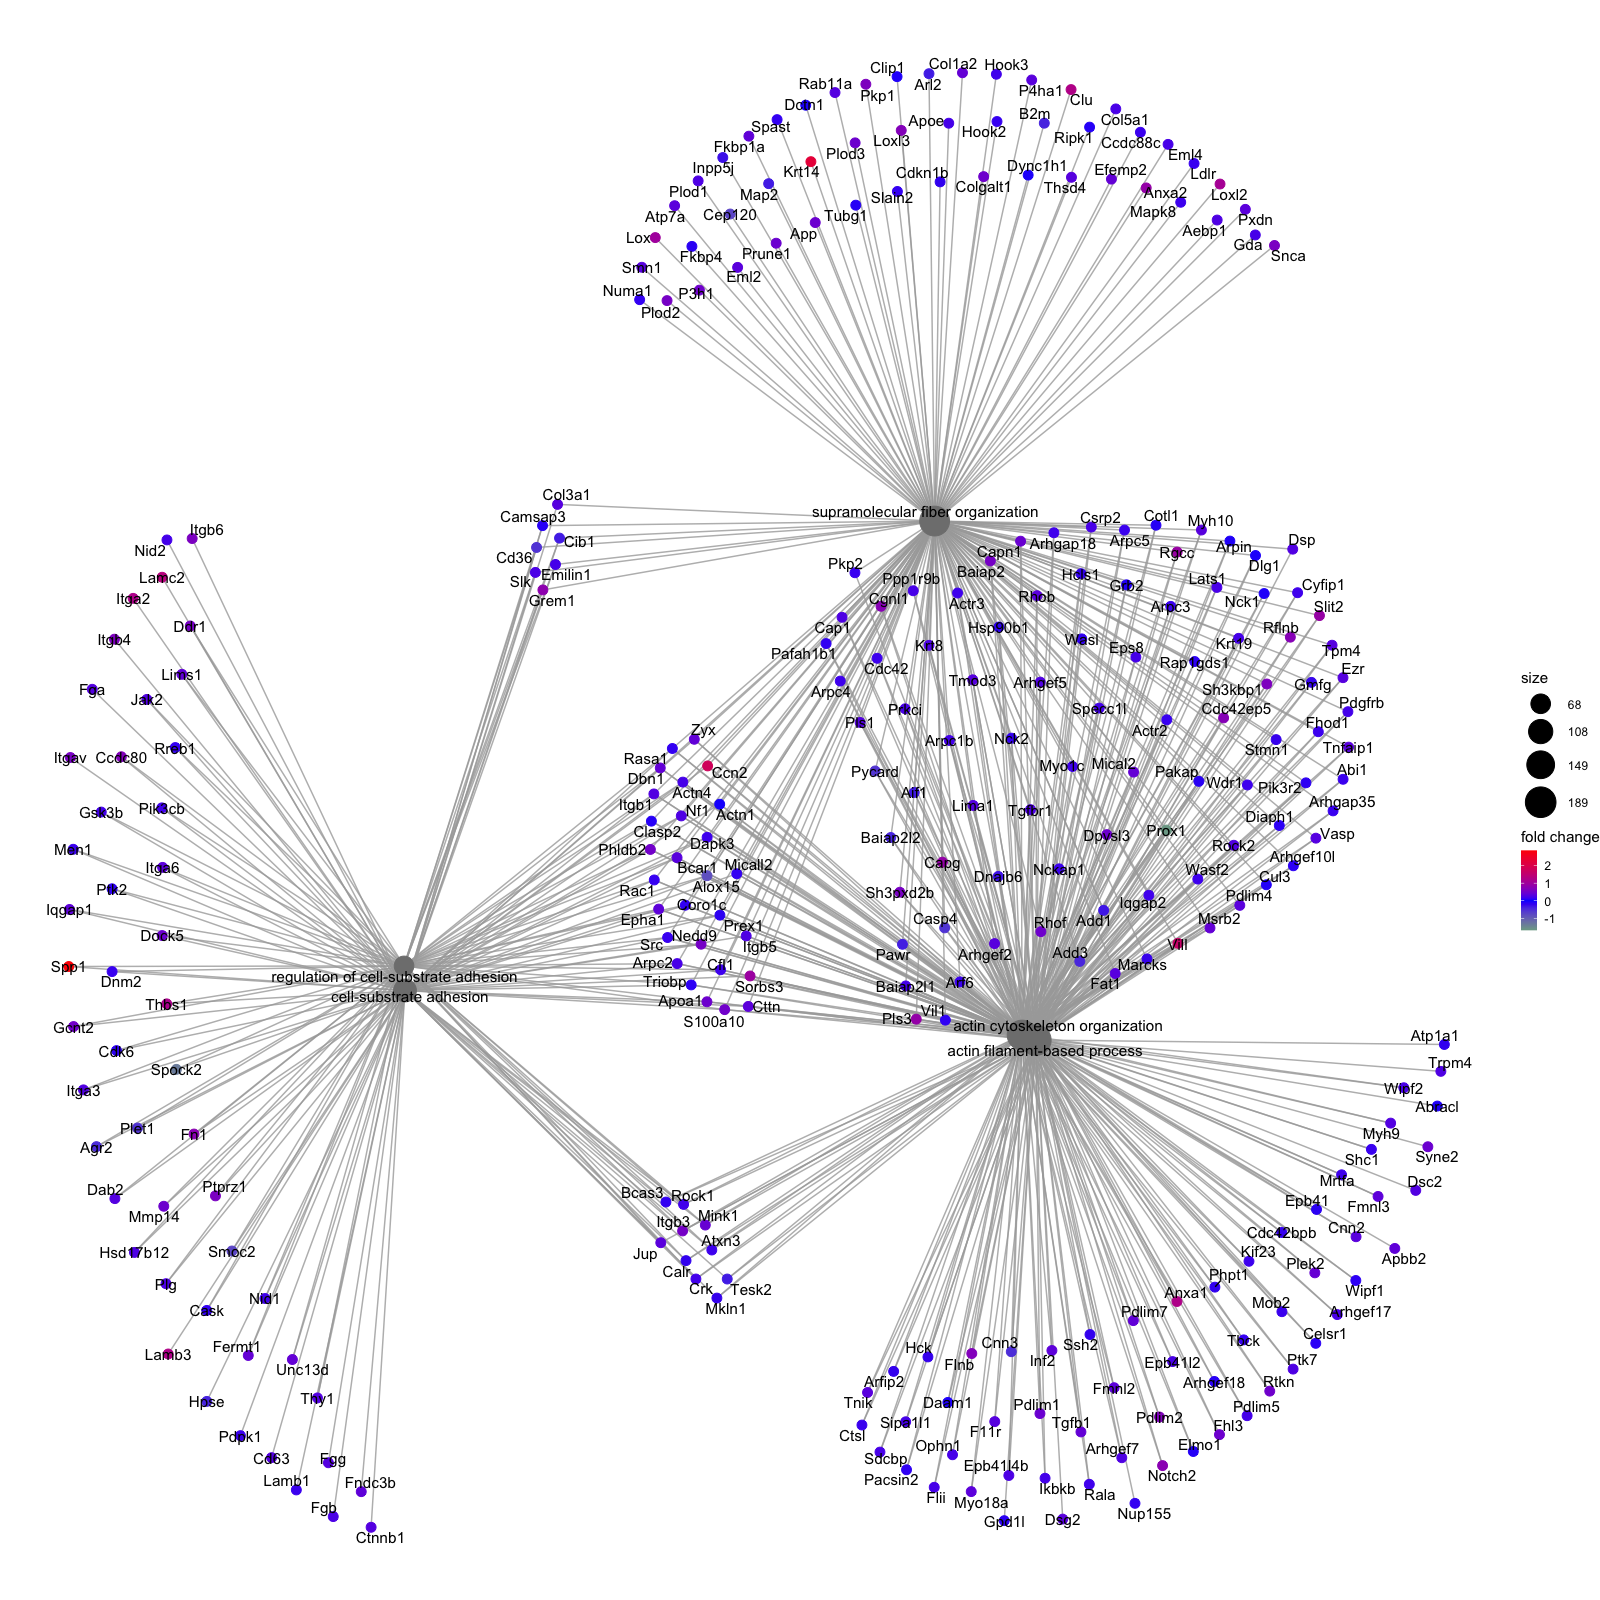 Clip1
Col1a2
Hook3
Rab11a
Arl2
P4ha1
Pkp1
Clu
Dctn1
Apoe
B2m
Col5a1
Spast
Loxl3
Hook2
Ripk1
Ccdc88c
Fkbp1a
Plod3
Eml4
Inpp5j
Krt14
Cdkn1b
Dync1h1
Efemp2
Ldlr
Plod1
Map2
Slain2
Colgalt1
Thsd4
Anxa2
Loxl2
Atp7a
Cep120
Tubg1
Mapk8
Pxdn
Lox
App
Aebp1
Gda
Fkbp4
Prune1
Snca
Smn1
Eml2
Numa1
P3h1
Plod2
Col3a1
Camsap3
supramolecular fiber organization
Csrp2
Cotl1
Myh10
Cib1
Cd36
Arhgap18
Arpc5
Arpin
Dsp
Itgb6
Nid2
Slk
Emilin1
Grem1
Capn1
Baiap2
Rgcc
Dlg1
Lamc2
Pkp2
Ppp1r9b
Hcls1
Grb2
Lats1
Cyfip1
Itga2
Cgnl1
Actr3
Rhob
Arpc3
Nck1
Slit2
Itgb4
Ddr1
Cap1
Hsp90b1
Wasl
Rflnb
Pafah1b1
Krt8
Eps8
Krt19
Tpm4
Lims1
Cdc42
Rap1gds1
Ezr
Fga
Jak2
Arpc4
Tmod3
Arhgef5
Sh3kbp1
Gmfg
Pdgfrb
Pls1
Prkci
Specc1l
Cdc42ep5
Fhod1
Zyx
Rreb1
Arpc1b
Nck2
Actr2
Stmn1
Tnfaip1
Itgav
Ccdc80
Rasa1
Ccn2
Pycard
Myo1c
Mical2
Pakap
Abi1
Dbn1
Actn4
Aif1
Wdr1
Pik3r2
Gsk3b
Pik3cb
Itgb1
Nf1
Actn1
Lima1
Tgfbr1
Arhgap35
Clasp2
Baiap2l2
Dpysl3
Prox1
Diaph1
Vasp
Men1
Phldb2
Dapk3
Rock2
Itga6
Bcar1
Micall2
Capg
Nckap1
Arhgef10l
Ptk2
Rac1
Alox15
Dnajb6
Wasf2
Cul3
Iqgap1
Epha1
Coro1c
Sh3pxd2b
Iqgap2
Pdlim4
Dock5
Prex1
Casp4
Add1
Msrb2
Src
Nedd9
Itgb5
Pawr
Arhgef2
Rhof
Vill
Spp1
Arpc2
Cfl1
Add3
Marcks
Dnm2
regulation of cell-substrate adhesion
Triobp
Sorbs3
Baiap2l1
Arf6
Fat1
cell-substrate adhesion
Apoa1
Cttn
Thbs1
S100a10
Pls3
Vil1
actin cytoskeleton organization
Gcnt2
actin filament-based process
Atp1a1
Cdk6
Trpm4
Spock2
Wipf2
Itga3
Abracl
Plet1
Fn1
Myh9
Agr2
Shc1
Syne2
Dab2
Ptprz1
Bcas3
Rock1
Mrtfa
Dsc2
Mmp14
Itgb3
Mink1
Epb41
Fmnl3
Hsd17b12
Smoc2
Jup
Atxn3
Cdc42bpb
Cnn2
Calr
Kif23
Apbb2
Plg
Crk
Tesk2
Phpt1
Plek2
Nid1
Mkln1
Anxa1
Wipf1
Cask
Pdlim7
Mob2
Arhgef17
Lamb3
Fermt1
Hck
Cnn3
Ssh2
Tbck
Celsr1
Unc13d
Flnb
Inf2
Epb41l2
Ptk7
Hpse
Thy1
Arfip2
Fmnl2
Arhgef18
Rtkn
Tnik
Daam1
Pdlim1
Pdlim5
Pdpk1
Ctsl
Sipa1l1
F11r
Tgfb1
Pdlim2
Fhl3
Cd63
Fgg
Sdcbp
Ophn1
Arhgef7
Elmo1
Lamb1
Fndc3b
Pacsin2
Epb41l4b
Ikbkb
Notch2
Fgb
Flii
Myo18a
Rala
Nup155
Ctnnb1
Gpd1l
Dsg2
size
68
108
149
189
fold change
2
1
0
-1